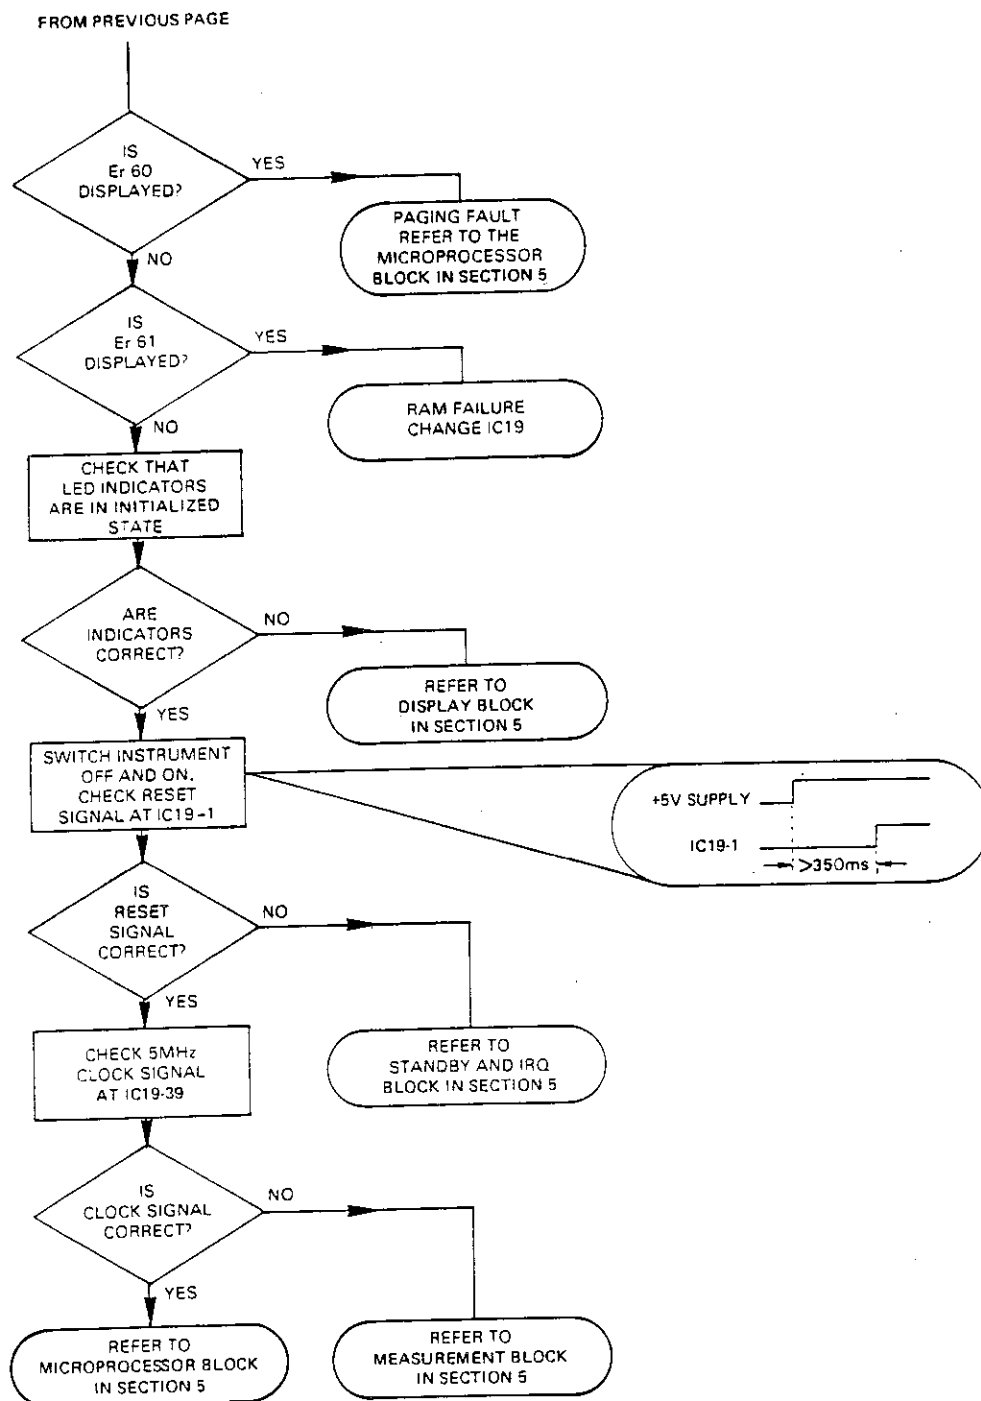 FROM PREVIOUS PAGE
IS
Er 60
DISPLAYED?
YES
PAGING FAULT
REFER TO THE
MICROPROCESSOR
BLOCK IN SECTION 5
NO
IS
Er 61
DISPLAYED?
YES
RAM FAILURE
CHANGE IC19
NO
CHECK THAT
LED INDICATORS
ARE IN INITIALIZED
STATE
ARE
INDICATORS
CORRECT?
NO
REFER TO
DISPLAY BLOCK
IN SECTION 5
YES
SWITCH INSTRUMENT
OFF AND ON.
CHECK RESET
SIGNAL AT IC19-1
+5V SUPPLY
IC19-1
>350ms
IS
RESET
SIGNAL
CORRECT?
NO
REFER TO
STANDBY AND IRQ
BLOCK IN SECTION 5
YES
CHECK 5MHz
CLOCK SIGNAL
AT IC19-39
IS
CLOCK SIGNAL
CORRECT?
NO
REFER TO
MEASUREMENT BLOCK
IN SECTION 5
YES
REFER TO
MICROPROCESSOR BLOCK
IN SECTION 5